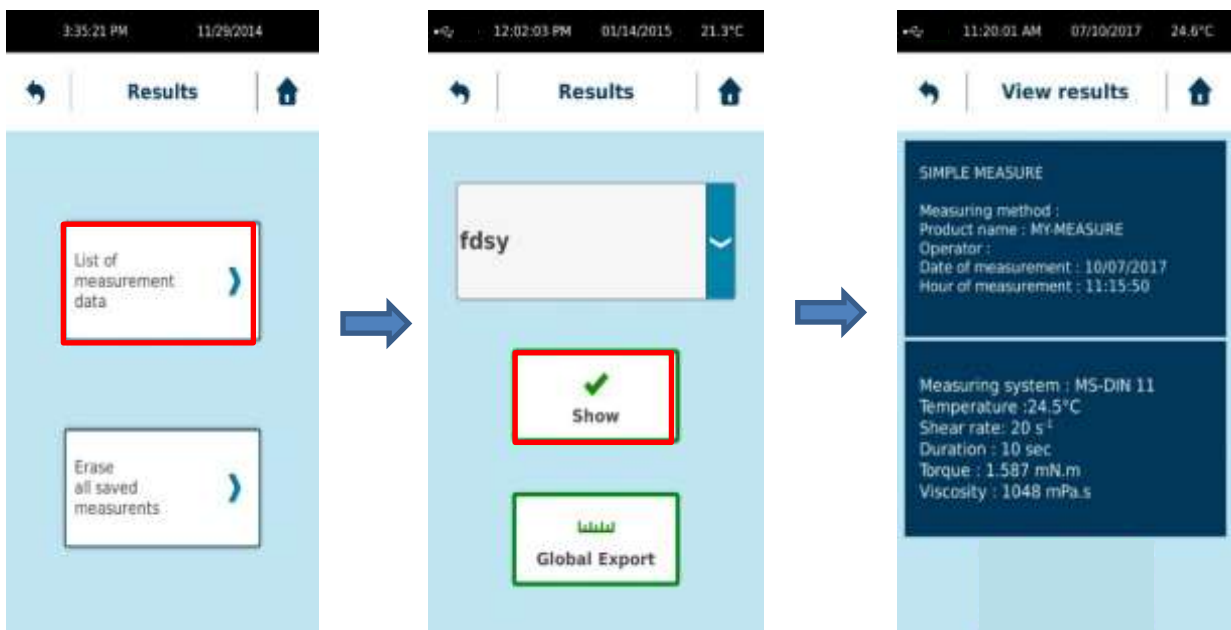 3:35:21 PM 11/29/2014
Results
List of
measurement
data
Erase
all saved
measurents
12:02:03 PM 01/14/2015 21.3°C
Results
fdsy
Show
Global Export
11:20:01 AM 07/10/2017 24.6°C
View results
SIMPLE MEASURE
Measuring method :
Product name : MY-MEASURE
Operator :
Date of measurement : 10/07/2017
Hour of measurement : 11:15:50
Measuring system : MS-DIN 11
Temperature :24.5°C
Shear rate: 20 s⁻¹
Duration : 10 sec
Torque : 1.587 mN.m
Viscosity : 1048 mPa.s